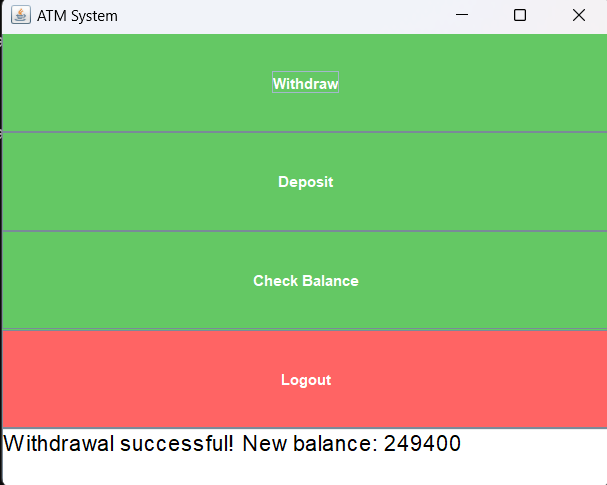 ATM System
Withdraw
Deposit
Check Balance
Logout
Withdrawal successful! New balance: 249400